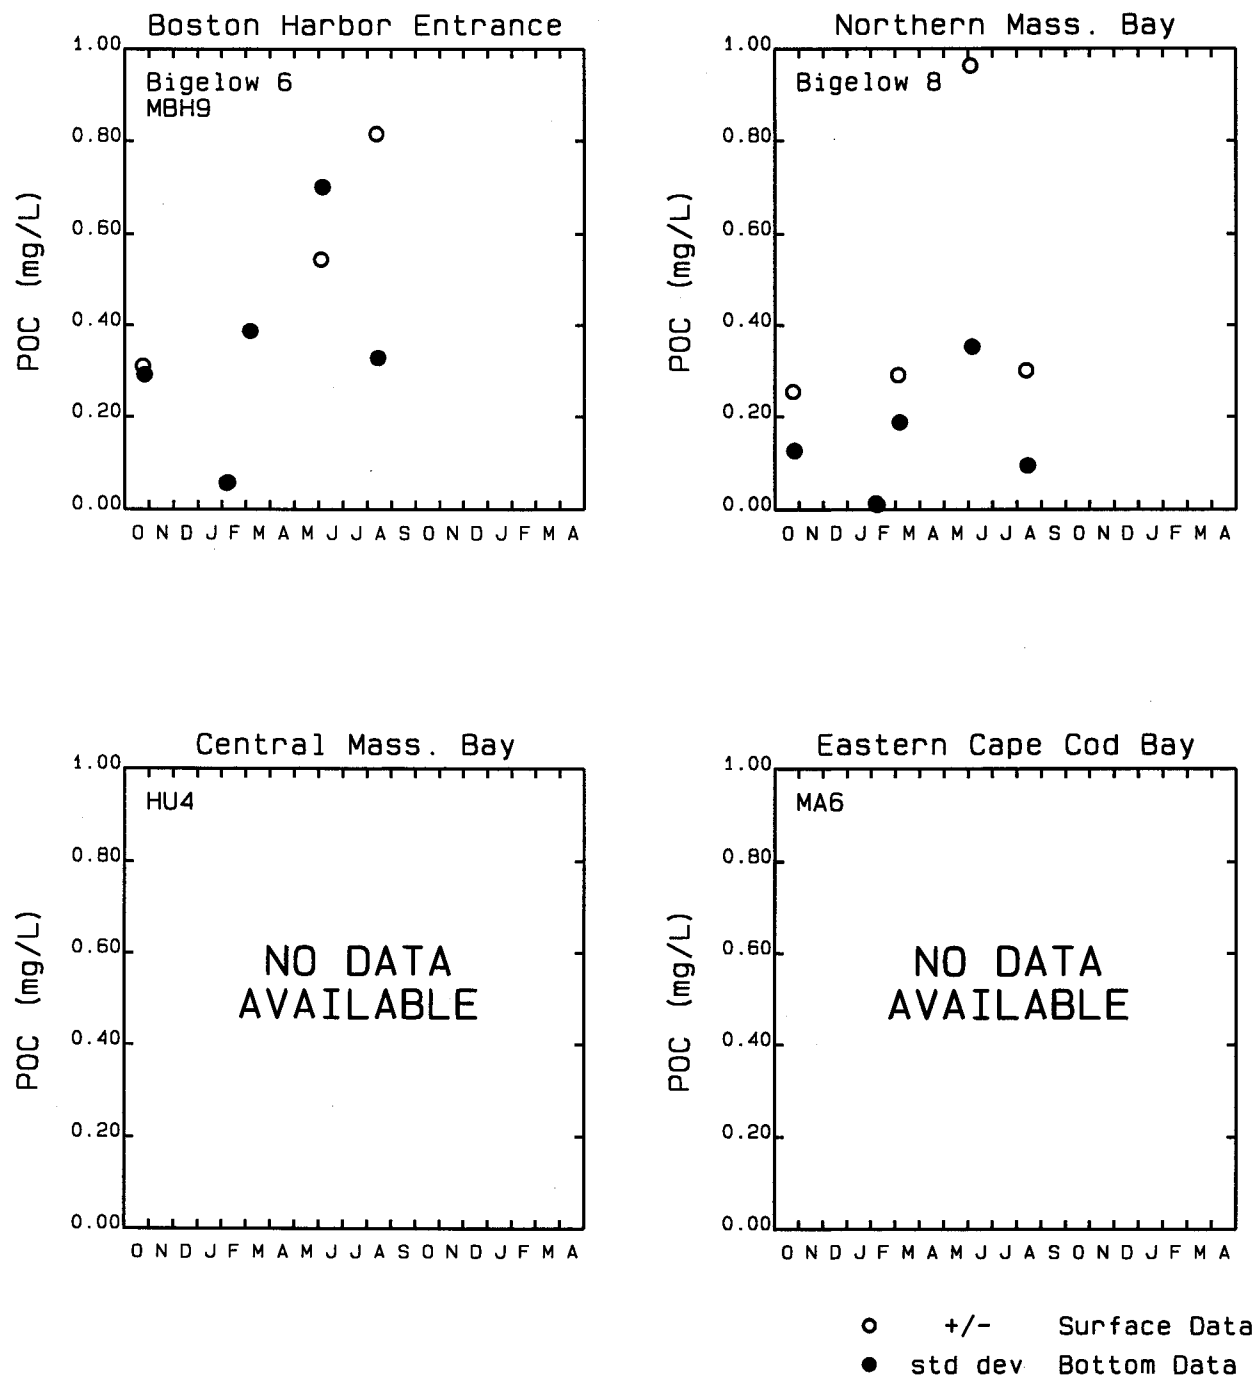 Boston Harbor Entrance
Bigelow 6
MBH9
POC (mg/L)
1.00
0.80
0.60
0.40
0.20
0.00
O N D J F M A M J J A S O N D J F M A
Northern Mass. Bay
Bigelow 8
POC (mg/L)
1.00
0.80
0.60
0.40
0.20
0.00
O N D J F M A M J J A S O N D J F M A
Central Mass. Bay
HU4
POC (mg/L)
1.00
0.80
0.60
0.40
0.20
0.00
NO DATA
AVAILABLE
O N D J F M A M J J A S O N D J F M A
Eastern Cape Cod Bay
MA6
POC (mg/L)
1.00
0.80
0.60
0.40
0.20
0.00
NO DATA
AVAILABLE
O N D J F M A M J J A S O N D J F M A
+/- Surface Data
std dev Bottom Data